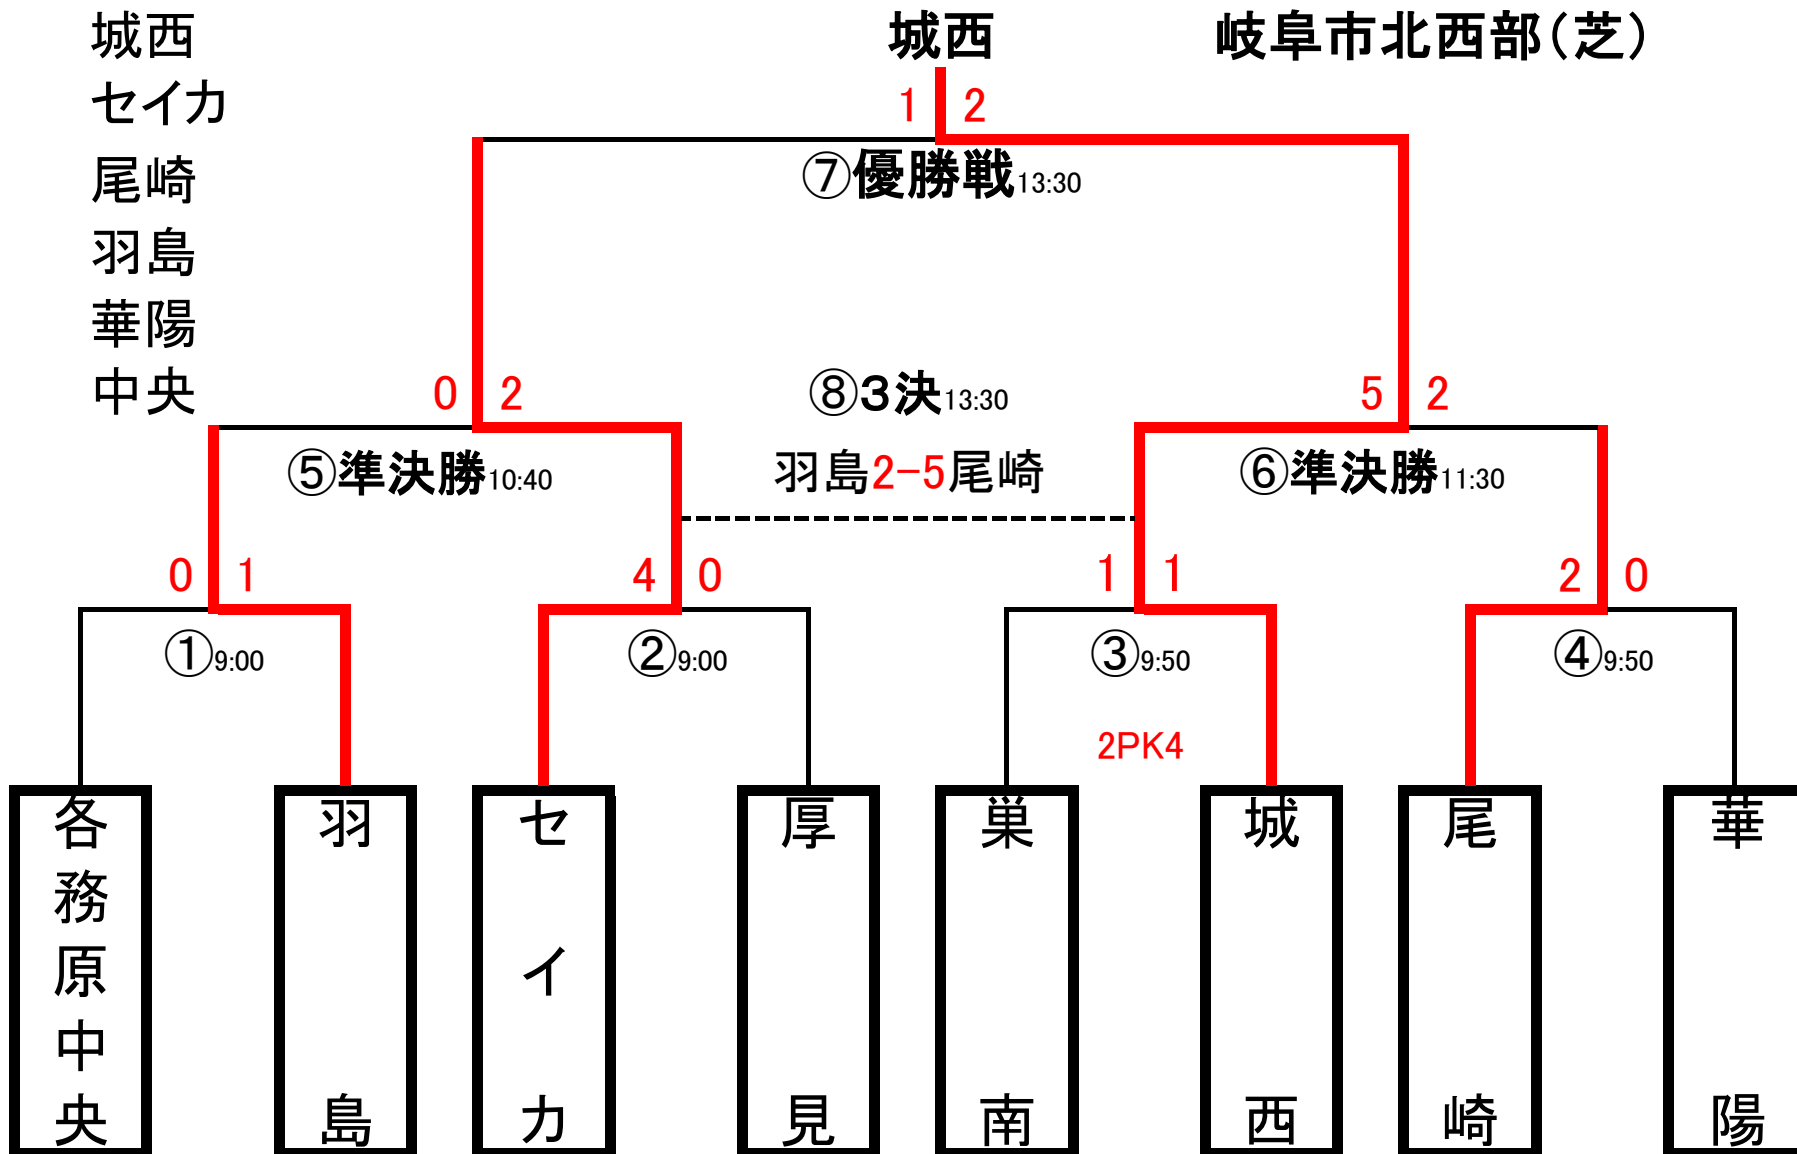 城西
セイカ
尾崎
羽島
華陽
中央
城西
岐阜市北西部(芝)
1 2
⑦優勝戦13:30
0 2
⑧3決13:30
5 2
⑤準決勝10:40
羽島2-5尾崎
⑥準決勝11:30
0 1
4 0
1 1
2 0
①9:00
②9:00
③9:50
④9:50
2PK4
各務原中央
羽島
セイカ
厚見
巣南
城西
尾崎
華陽